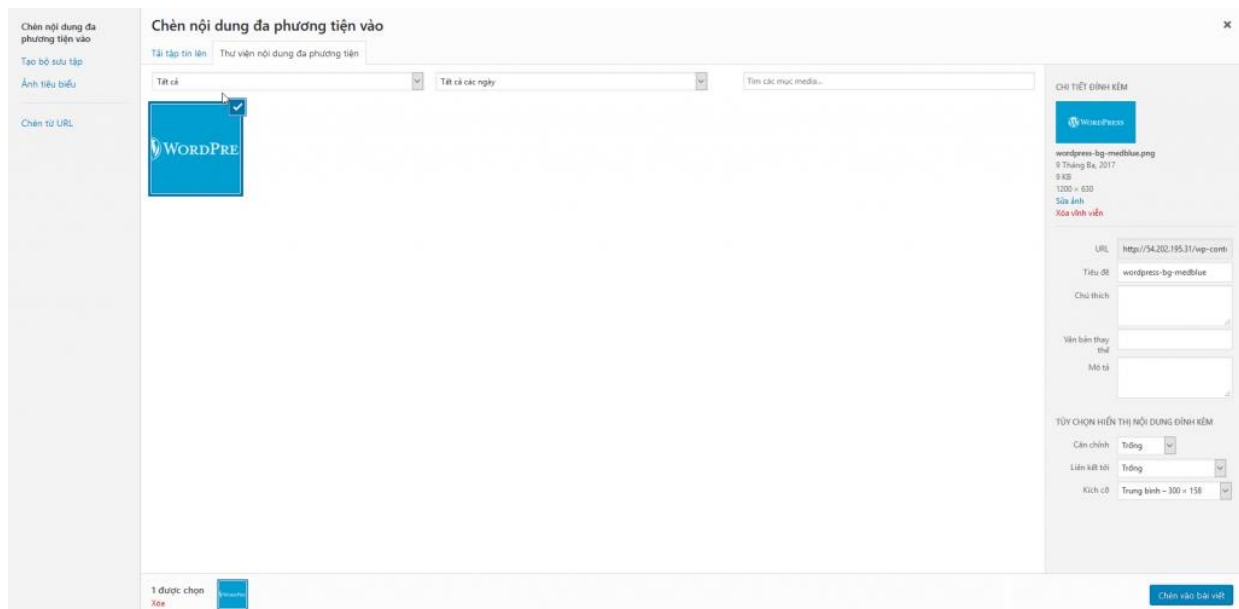 Chèn nội dung đa
phương tiện vào
Tạo bộ sưu tập
Ảnh tiêu biểu
Chèn từ URL
Chèn nội dung đa phương tiện vào
Tải tập tin lên
Thư viện nội dung đa phương tiện
Tất cả
Tất cả các ngày
Tìm các mục media...
WORDPRE
CHI TIẾT ĐÍNH KÈM
WORDPRESS
wordpress-bg-medblue.png
9 Tháng Ba, 2017
9 KB
1200 × 630
Sửa ảnh
Xóa vĩnh viễn
URL
http://54.202.195.31/wp-conte
Tiêu đề
wordpress-bg-medblue
Chú thích
Văn bản thay
thế
Mô tả
TÙY CHỌN HIỂN THỊ NỘI DUNG ĐÍNH KÈM
Căn chỉnh
Trống
Liên kết tới
Trống
Kích cỡ
Trung bình – 300 × 158
1 được chọn
Xóa
Chèn vào bài viết